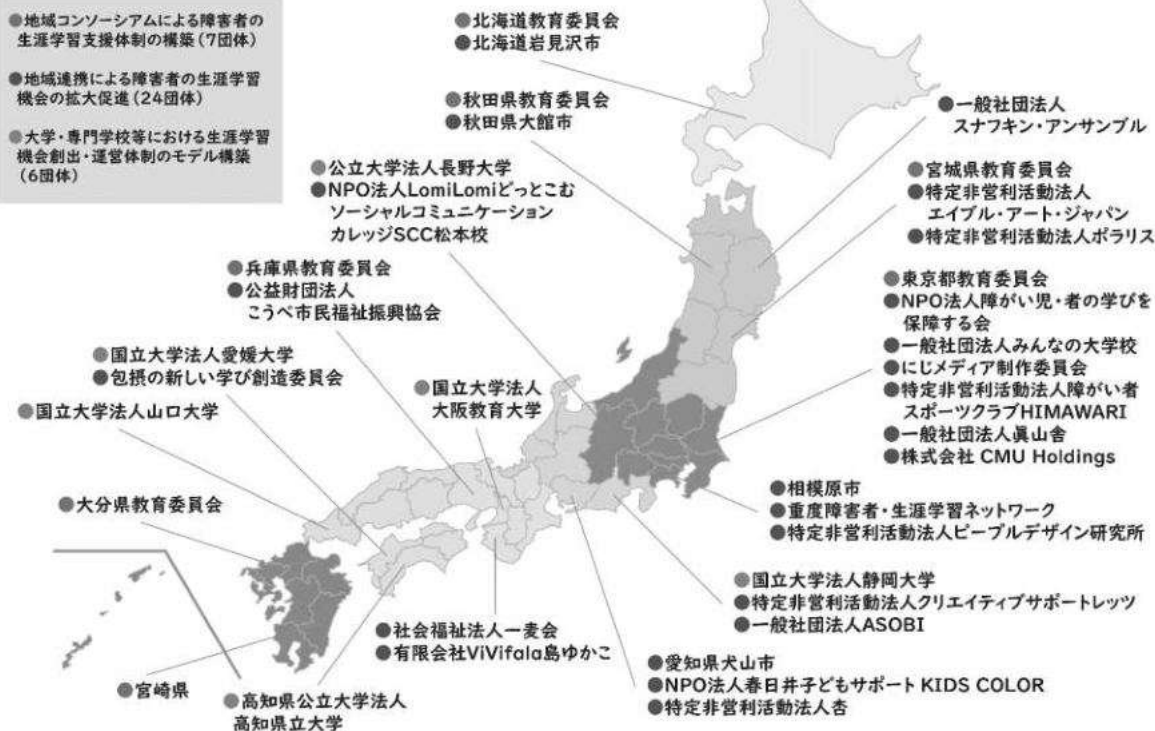 ●地域コンソーシアムによる障害者の
生涯学習支援体制の構築(7団体)
●地域連携による障害者の生涯学習
機会の拡大促進(24団体)
●大学・専門学校等における生涯学習
機会創出・運営体制のモデル構築
(6団体)
●北海道教育委員会
●北海道岩見沢市
●秋田県教育委員会
●秋田県大館市
●一般社団法人
スナフキン・アンサンブル
●公立大学法人長野大学
●NPO法人LomiLomiどっとこむ
ソーシャルコミュニケーション
カレッジSCC松本校
●宮城県教育委員会
●特定非営利活動法人
エイブル・アート・ジャパン
●特定非営利活動法人ポラリス
●兵庫県教育委員会
●公益財団法人
こうべ市民福祉振興協会
●東京都教育委員会
●NPO法人障がい児・者の学びを
保障する会
●一般社団法人みんなの大学校
●にじメディア制作委員会
●特定非営利活動法人障がい者
スポーツクラブHIMAWARI
●一般社団法人眞山舎
●株式会社 CMU Holdings
●国立大学法人愛媛大学
●包摂の新しい学び創造委員会
●国立大学法人
大阪教育大学
●国立大学法人山口大学
●大分県教育委員会
●相模原市
●重度障害者・生涯学習ネットワーク
●特定非営利活動法人ピープルデザイン研究所
●国立大学法人静岡大学
●特定非営利活動法人クリエイティブサポートレッツ
●一般社団法人ASOBI
●社会福祉法人一麦会
●有限会社ViVifala島ゆかこ
●愛知県犬山市
●NPO法人春日井子どもサポート KIDS COLOR
●特定非営利活動法人杏
●宮崎県
●高知県公立大学法人
高知県立大学